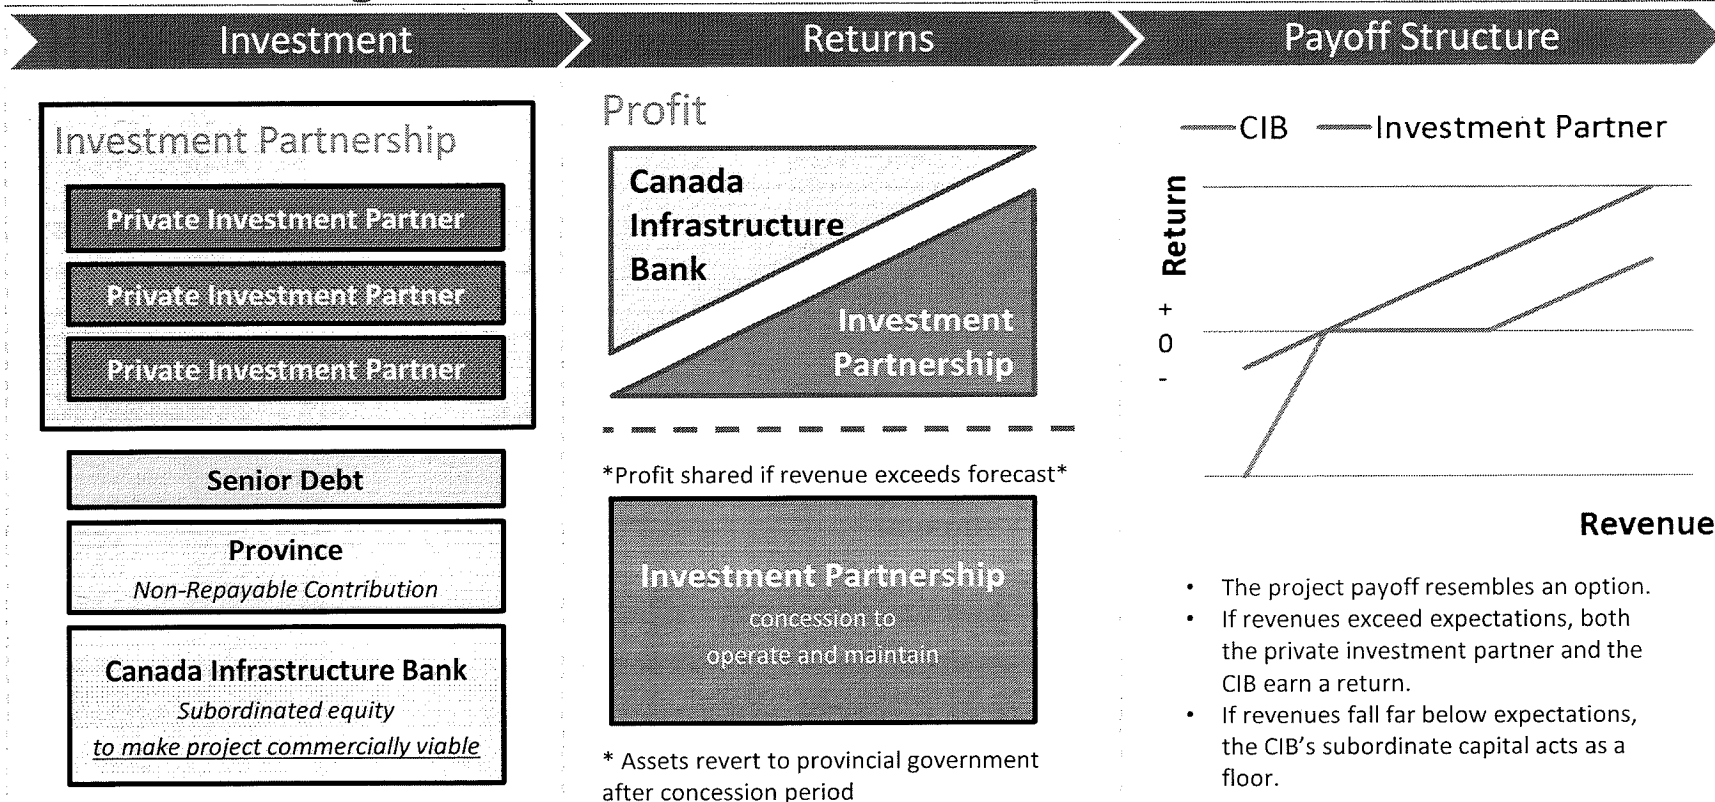 Investment
Returns
Payoff Structure
Investment Partnership
Private Investment Partner
Private Investment Partner
Private Investment Partner
Senior Debt
Province
Non-Repayable Contribution
Canada Infrastructure Bank
Subordinated equity
to make project commercially viable
Profit
Canada
Infrastructure
Bank
Investment
Partnership
*Profit shared if revenue exceeds forecast*
Investment Partnership
concession to
operate and maintain
* Assets revert to provincial government
after concession period
CIB
Investment Partner
Return
+
0
-
Revenue
• The project payoff resembles an option.
• If revenues exceed expectations, both
the private investment partner and the
CIB earn a return.
• If revenues fall far below expectations,
the CIB's subordinate capital acts as a
floor.